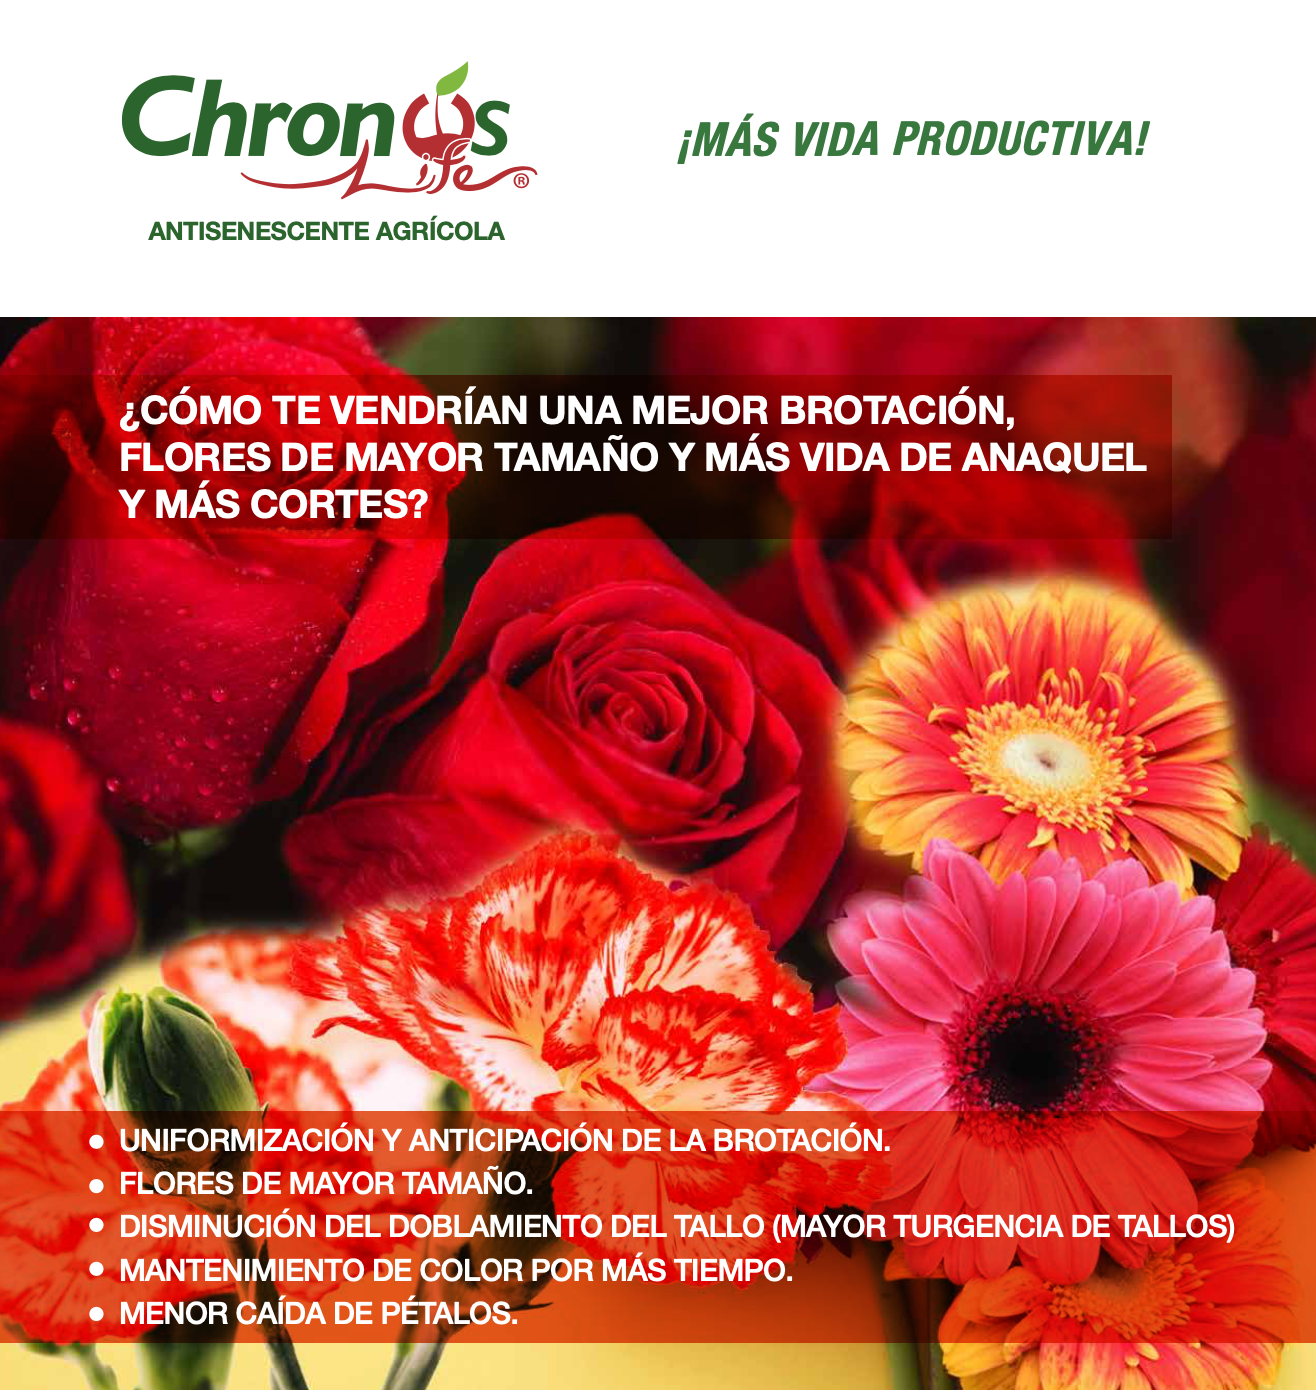 Chronos
Life®
ANTISENESCENTE AGRÍCOLA
¡MÁS VIDA PRODUCTIVA!
¿CÓMO TE VENDRÍAN UNA MEJOR BROTACIÓN,
FLORES DE MAYOR TAMAÑO Y MÁS VIDA DE ANAQUEL
Y MÁS CORTES?
● UNIFORMIZACIÓN Y ANTICIPACIÓN DE LA BROTACIÓN.
● FLORES DE MAYOR TAMAÑO.
● DISMINUCIÓN DEL DOBLAMIENTO DEL TALLO (MAYOR TURGENCIA DE TALLOS)
● MANTENIMIENTO DE COLOR POR MÁS TIEMPO.
● MENOR CAÍDA DE PÉTALOS.